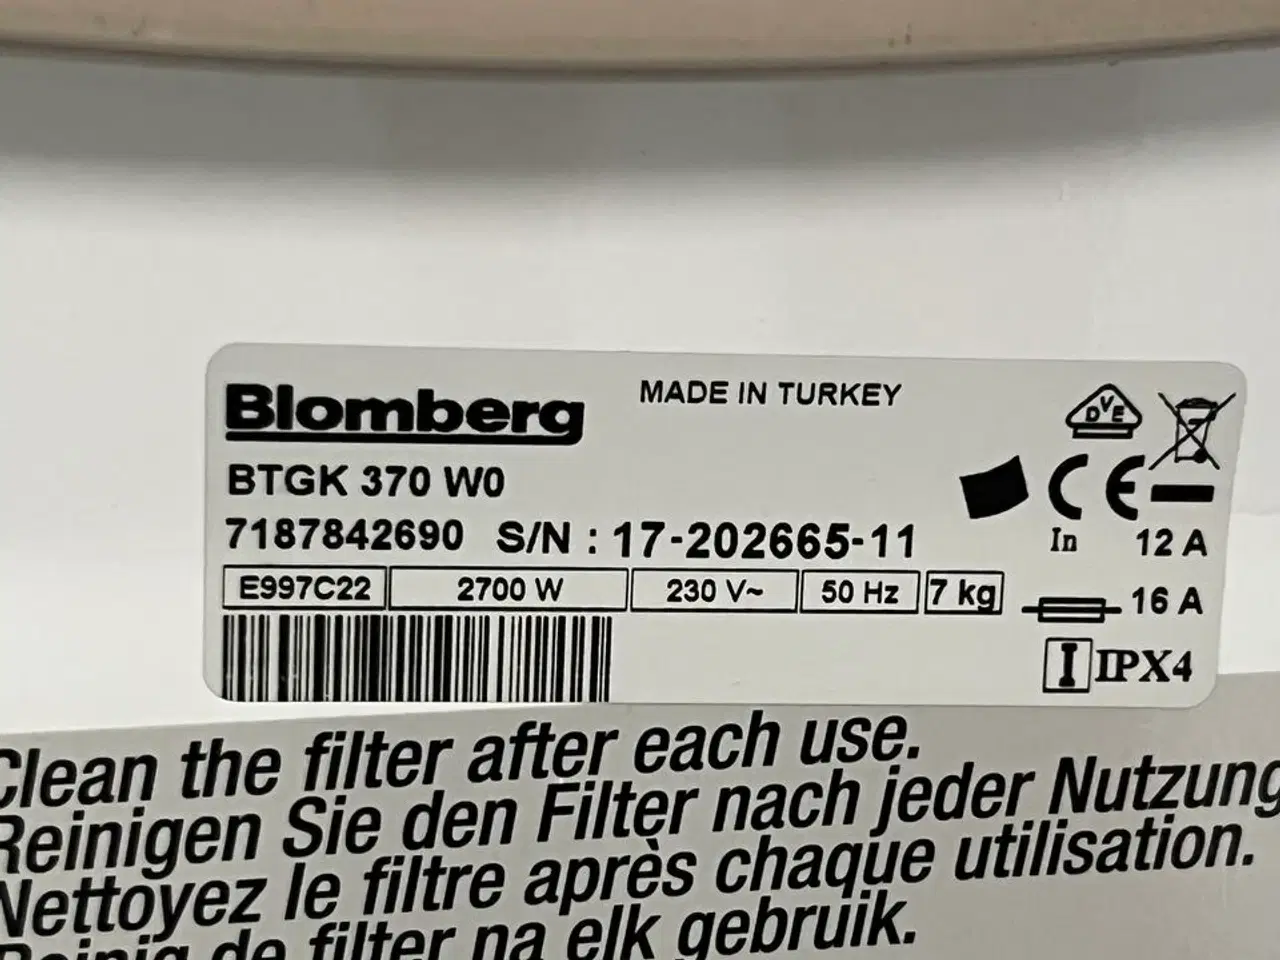 Blomberg
MADE IN TURKEY
DVE
BTGK 370 W0
CE
7187842690 S/N : 17-202665-11
In 12 A
E997C22 2700 W 230 V~ 50 Hz 7 kg
16 A
I IPX4
Clean the filter after each use.
Reinigen Sie den Filter nach jeder Nutzung
Nettoyez le filtre après chaque utilisation.
Reinig de filter na elk gebruik.